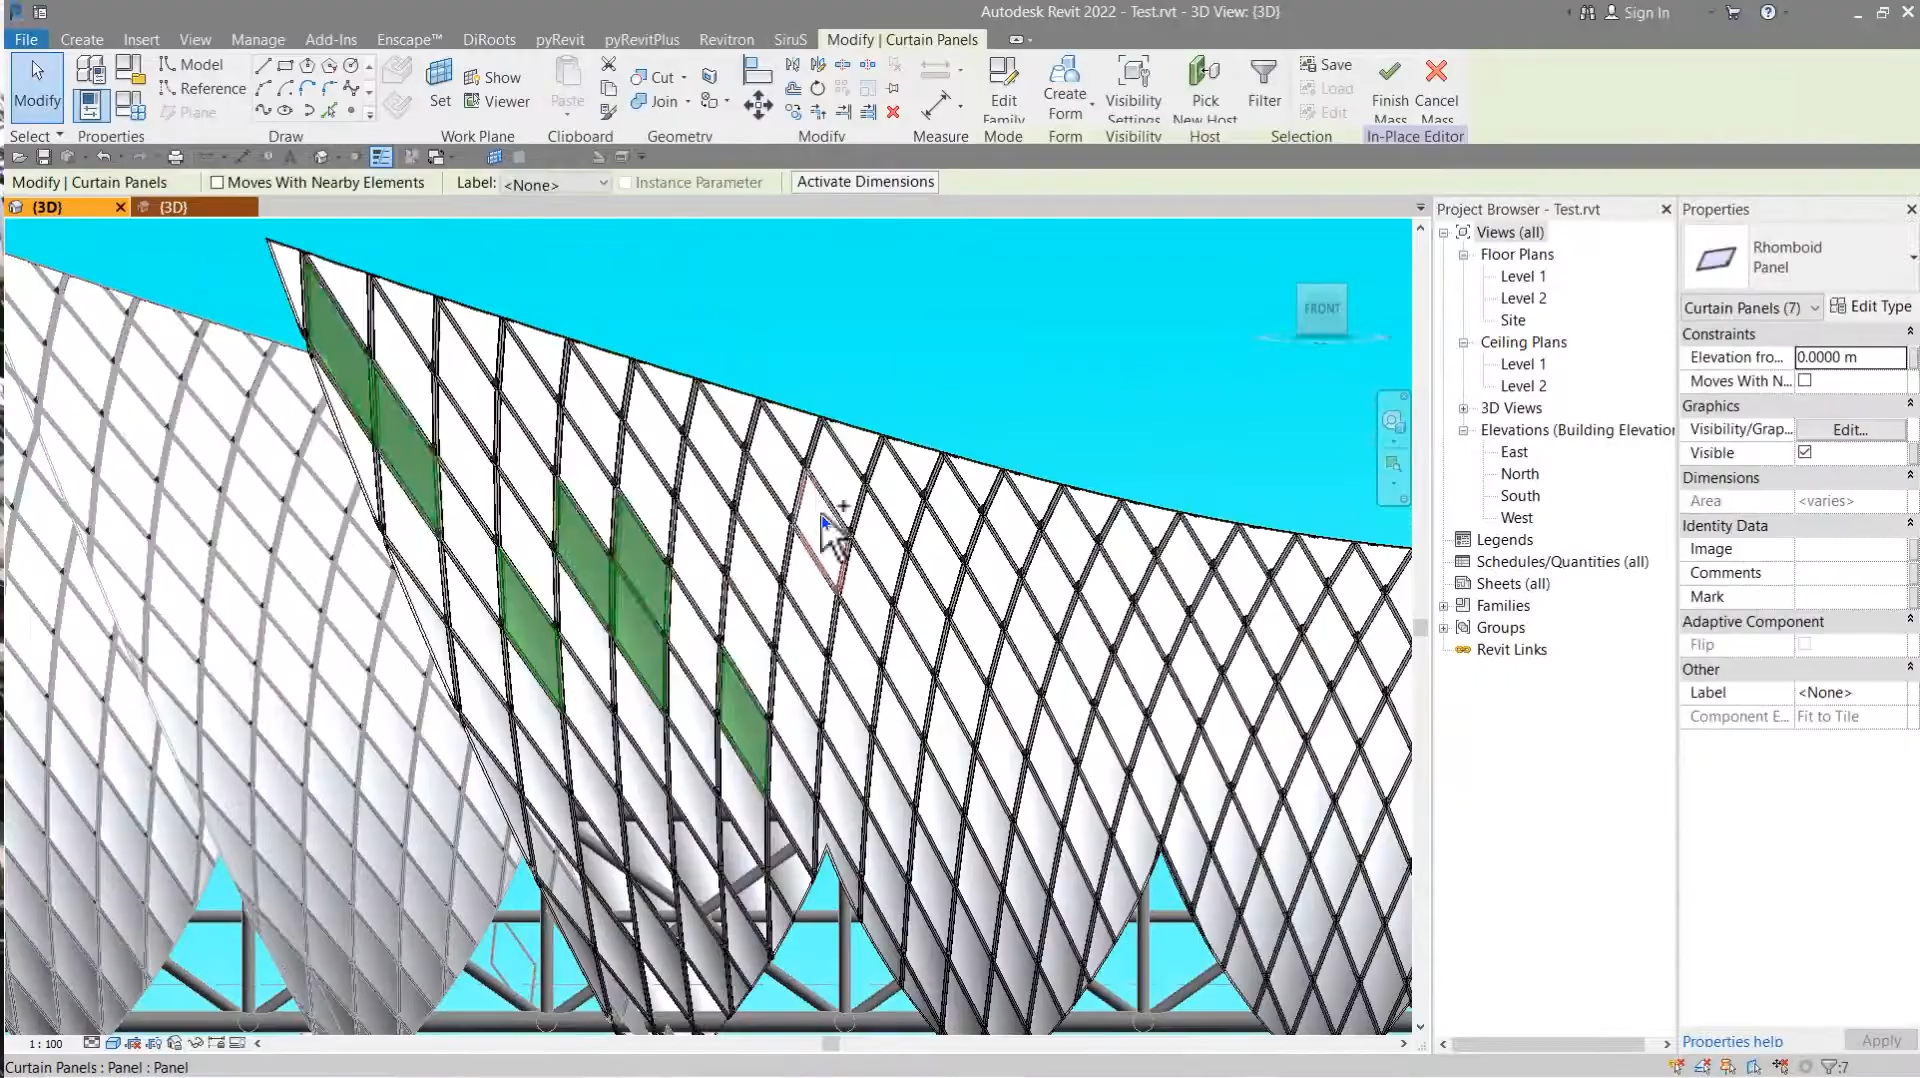 Autodesk Revit 2022 - Test.rvt - 3D View: {3D}
Sign In
File Create Insert View Manage Add-Ins Enscape™ DiRoots pyRevit pyRevitPlus Revitron SiruS Modify | Curtain Panels
Modify
Model
Reference
Plane
Set
Show
Viewer
Paste
Cut
Join
Edit
Family
Create
Form
Visibility
Settings
Pick
New Host
Filter
Save
Load
Edit
Finish
Mass
Cancel
Mass
Select Properties Draw Work Plane Clipboard Geometry Modify Measure Mode Form Visibility Host Selection In-Place Editor
Modify | Curtain Panels Moves With Nearby Elements Label: <None> Instance Parameter Activate Dimensions
{3D} {3D}
FRONT
Project Browser - Test.rvt
Views (all)
Floor Plans
Level 1
Level 2
Site
Ceiling Plans
Level 1
Level 2
3D Views
Elevations (Building Elevatior
East
North
South
West
Legends
Schedules/Quantities (all)
Sheets (all)
Families
Groups
Revit Links
Properties
Rhomboid
Panel
Curtain Panels (7) Edit Type
Constraints
Elevation fro... 0.0000 m
Moves With N...
Graphics
Visibility/Grap... Edit...
Visible
Dimensions
Area <varies>
Identity Data
Image
Comments
Mark
Adaptive Component
Flip
Other
Label <None>
Component E... Fit to Tile
Properties help Apply
1 : 100
Curtain Panels : Panel : Panel
:7